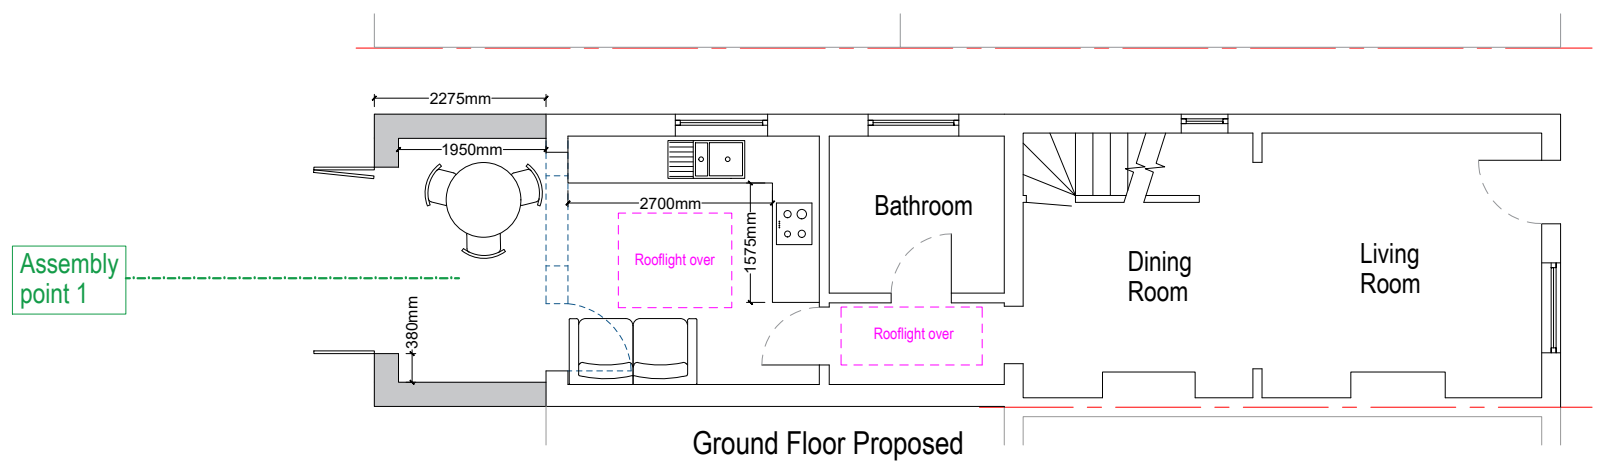 2275mm
1950mm
2700mm
1575mm
380mm
Rooflight over
Bathroom
Rooflight over
Dining
Room
Living
Room
Assembly
point 1
Ground Floor Proposed